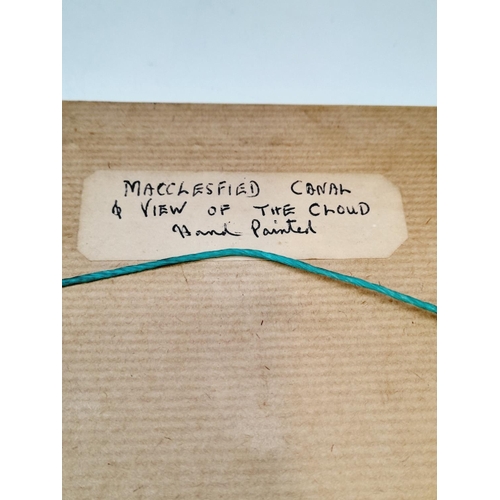 MACCLESFIED CANAL
& VIEW OF THE CLOUD
Hand Painted